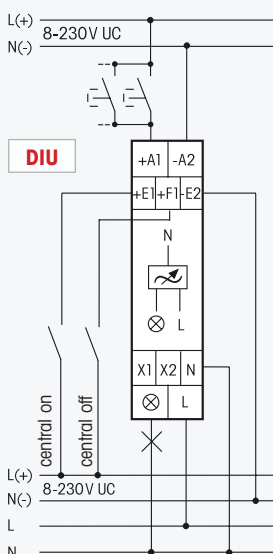 L(+)
8-230V UC
N(-)
DIU
+A1 -A2
+E1 +F1 -E2
N
L
X1 X2 N
L
central on
central off
L(+)
8-230V UC
N(-)
L
N